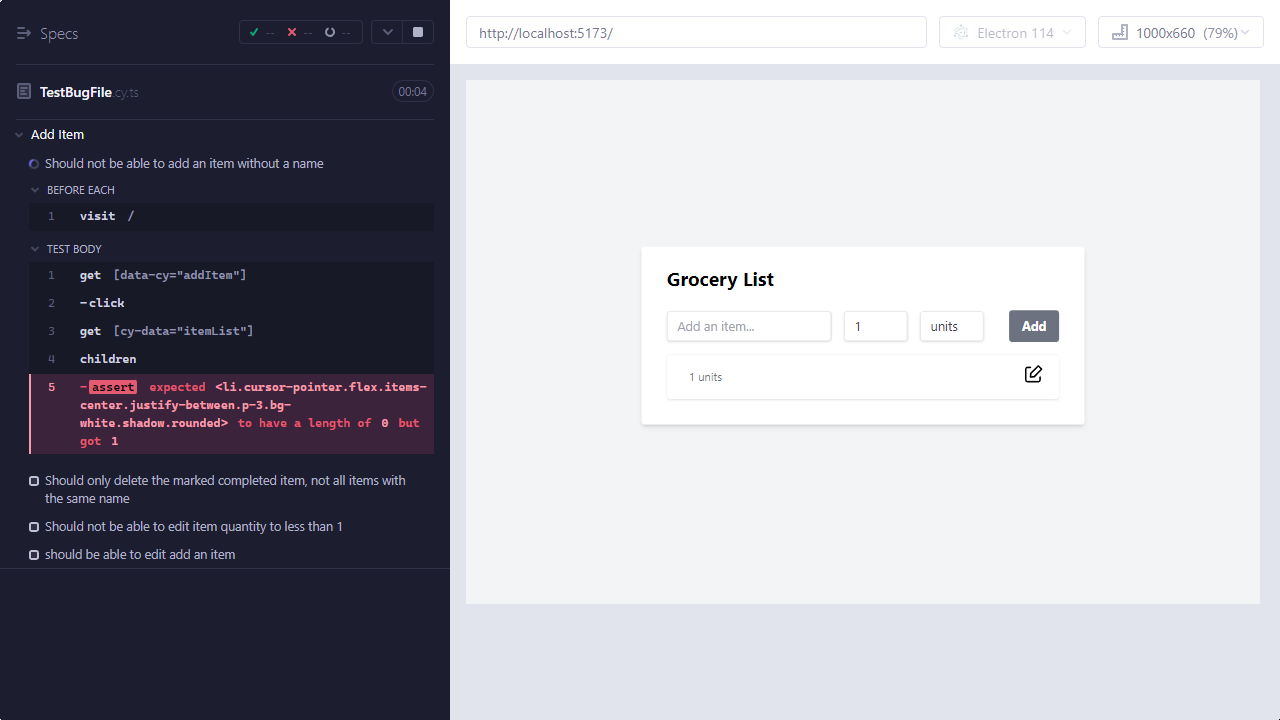 Specs
-- -- --
TestBugFile.cy.ts
00:04
Add Item
Should not be able to add an item without a name
BEFORE EACH
1 visit /
TEST BODY
1 get [data-cy="addItem"]
2 -click
3 get [cy-data="itemList"]
4 children
5 -assert expected <li.cursor-pointer.flex.items-
center.justify-between.p-3.bg-
white.shadow.rounded> to have a length of 0 but
got 1
Should only delete the marked completed item, not all items with
the same name
Should not be able to edit item quantity to less than 1
should be able to edit add an item
http://localhost:5173/
Electron 114
1000x660 (79%)
Grocery List
Add an item...
1
units
Add
1 units